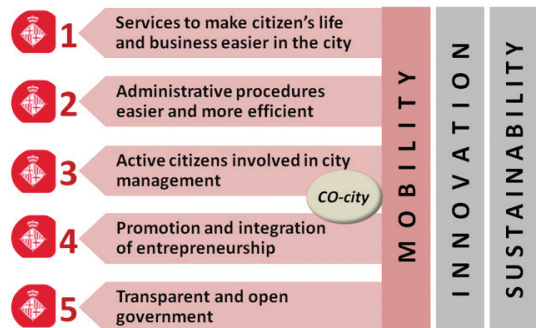 1
Services to make citizen's life
and business easier in the city
2
Administrative procedures
easier and more efficient
3
Active citizens involved in city
management
CO-city
4
Promotion and integration
of entrepreneurship
5
Transparent and open
government
MOBILITY
INNOVATION
SUSTAINABILITY